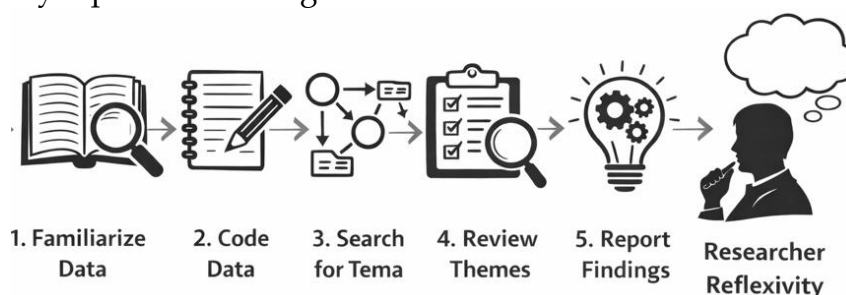 1. Familiarize
Data
2. Code
Data
3. Search
for Tema
4. Review
Themes
5. Report
Findings
Researcher
Reflexivity